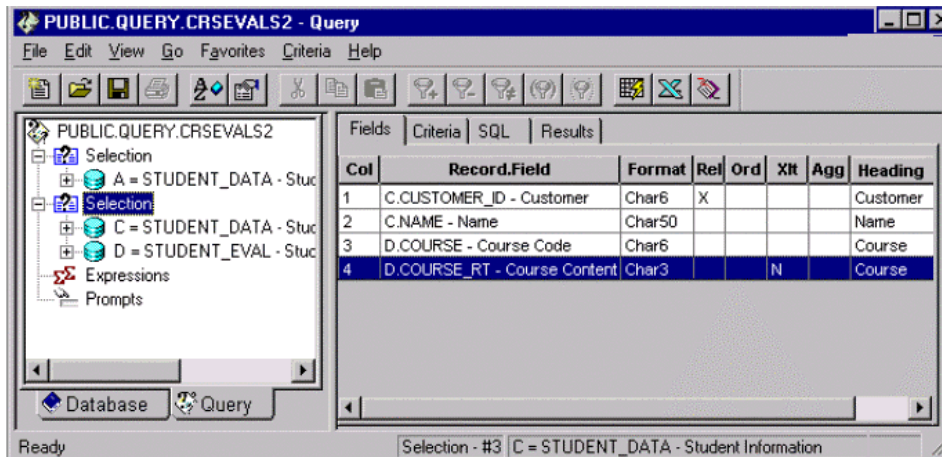 PUBLIC.QUERY.CRSEVALS2 - Query
File Edit View Go Favorites Criteria Help
PUBLIC.QUERY.CRSEVALS2
Selection
A = STUDENT_DATA - Stuc
Selection
C = STUDENT_DATA - Stuc
D = STUDENT_EVAL - Stuc
Expressions
Prompts
Database Query
Fields Criteria SQL Results
Col Record.Field Format Rel Ord Xlt Agg Heading
1 C.CUSTOMER_ID - Customer Char6 X Customer
2 C.NAME - Name Char50 Name
3 D.COURSE - Course Code Char6 Course
4 D.COURSE_RT - Course Content Char3 N Course
Ready Selection - #3 C = STUDENT_DATA - Student Information